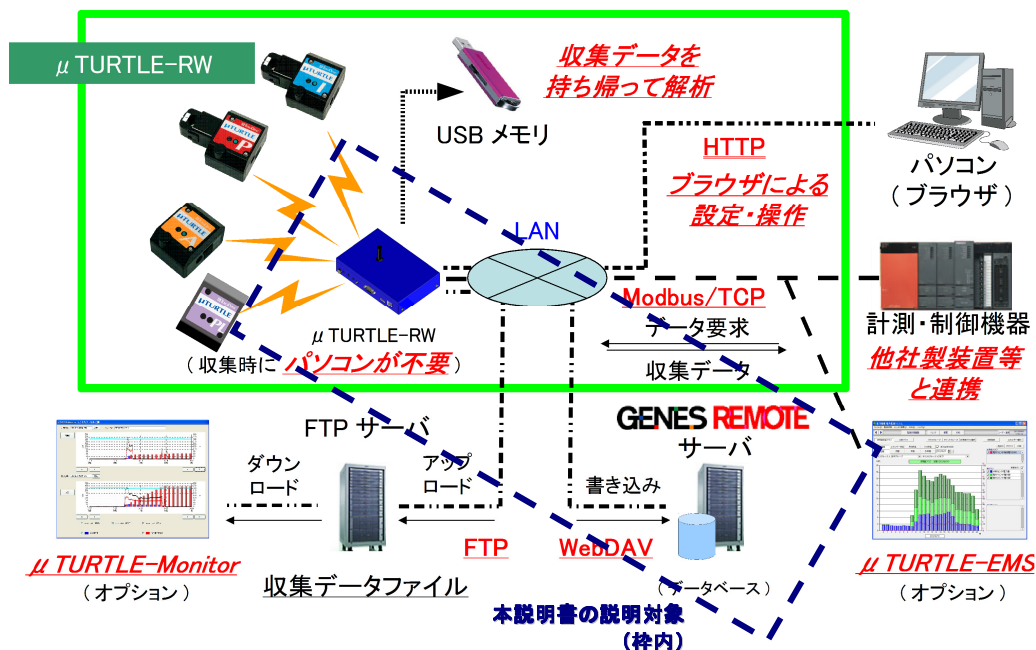 μTURTLE-RW
収集データを
持ち帰って解析
USB メモリ
HTTP
ブラウザによる
設定・操作
パソコン
(ブラウザ)
LAN
μTURTLE
μTURTLE
P
μTURTLE
A
μTURTLE
PI
μTURTLE-RW
(収集時に パソコンが不要)
Modbus/TCP
データ要求
収集データ
計測・制御機器
他社製装置等
と連携
FTP サーバ
GENES REMOTE
サーバ
ダウン
ロード
アップ
ロード
書き込み
FTP
WebDAV
μTURTLE-Monitor
(オプション)
収集データファイル
(データベース)
μTURTLE-EMS
(オプション)
本説明書の説明対象
(枠内)